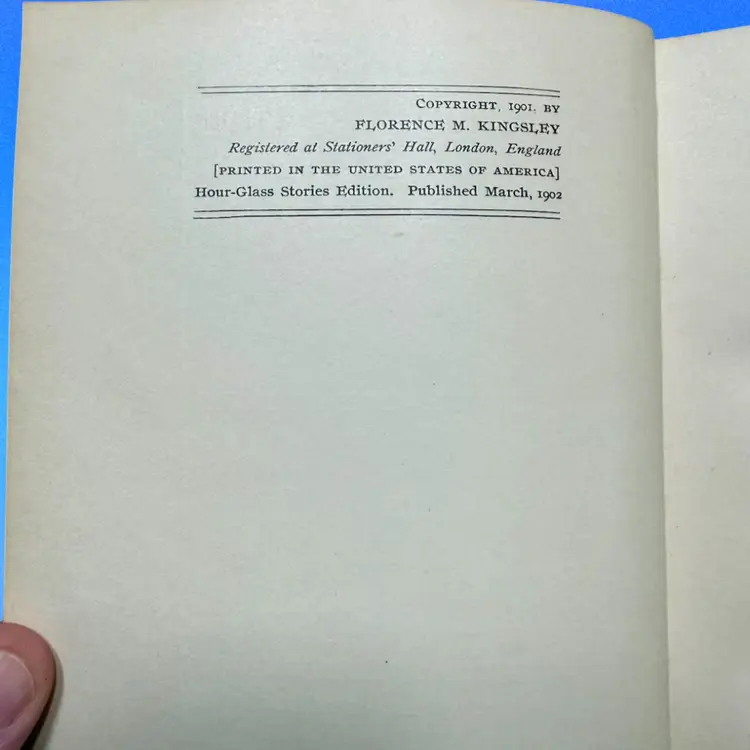 Copyright, 1901, by
FLORENCE M. KINGSLEY
Registered at Stationers' Hall, London, England
[PRINTED IN THE UNITED STATES OF AMERICA]
Hour-Glass Stories Edition. Published March, 1902